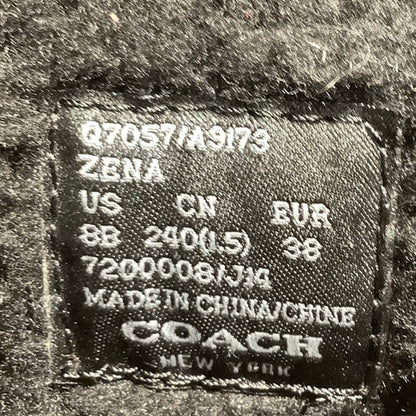 Q7057/A9173
ZENA
US CN EUR
8B 240(1.5) 38
7200008/J14
MADE IN CHINA/CHINE
COACH
NEW YORK